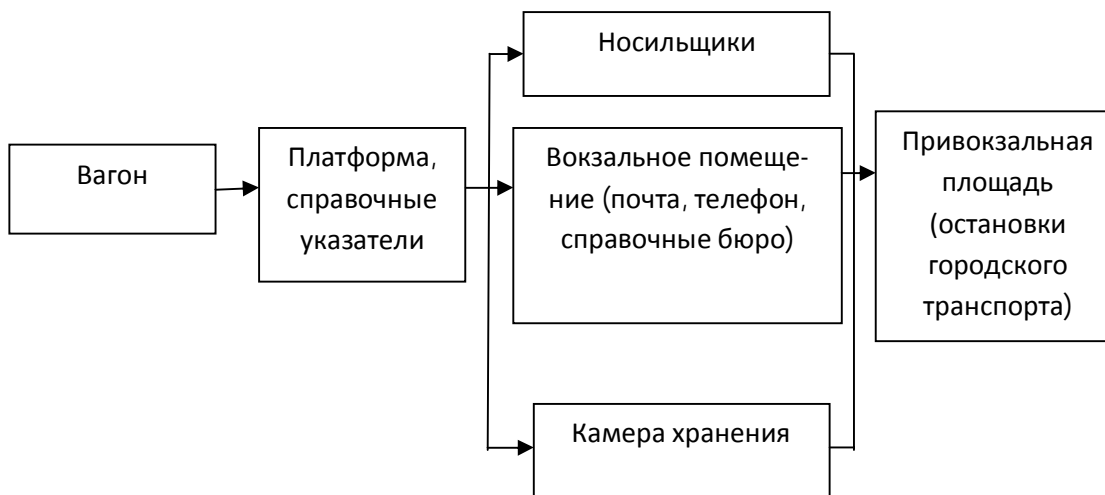 Вагон
Платформа,
справочные
указатели
Носильщики
Вокзальное помеще-
ние (почта, телефон,
справочные бюро)
Камера хранения
Привокзальная
площадь
(остановки
городского
транспорта)